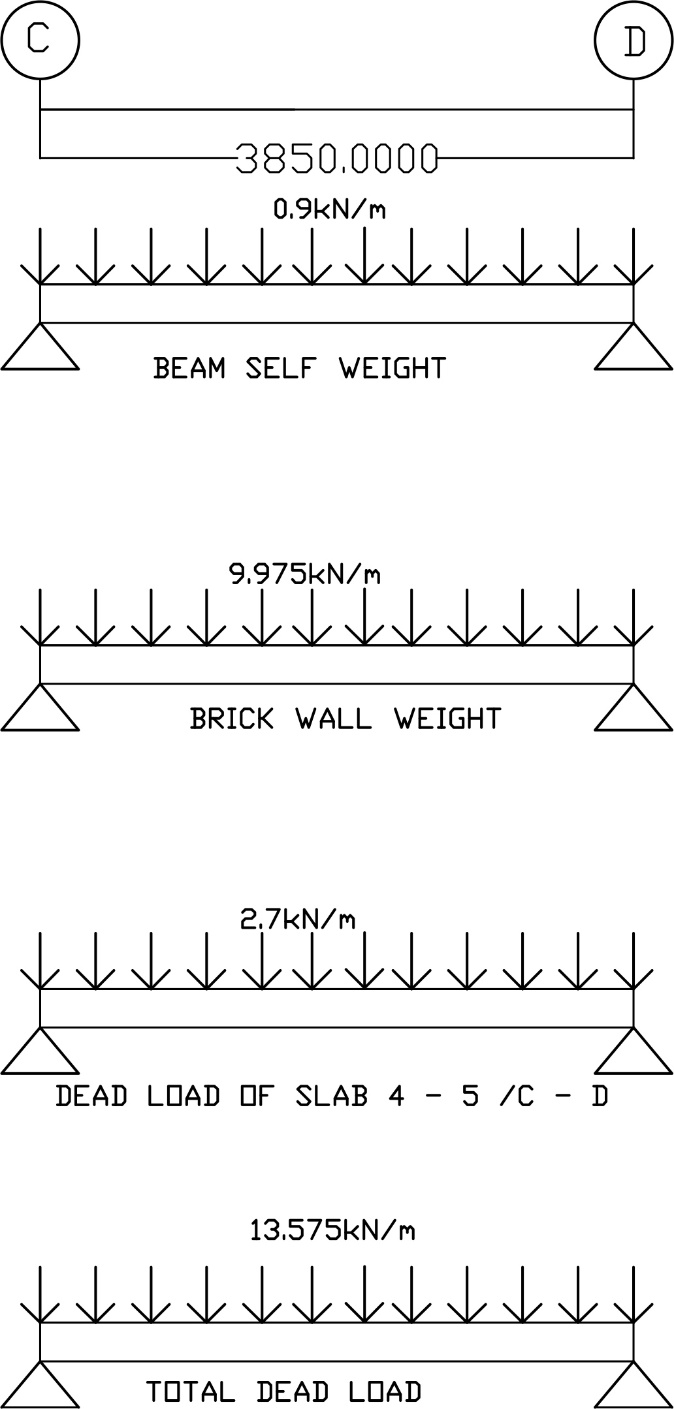 C D
3850.0000
0.9kN/m
BEAM SELF WEIGHT
9.975kN/m
BRICK WALL WEIGHT
2.7kN/m
DEAD LOAD OF SLAB 4 - 5 /C - D
13.575kN/m
TOTAL DEAD LOAD